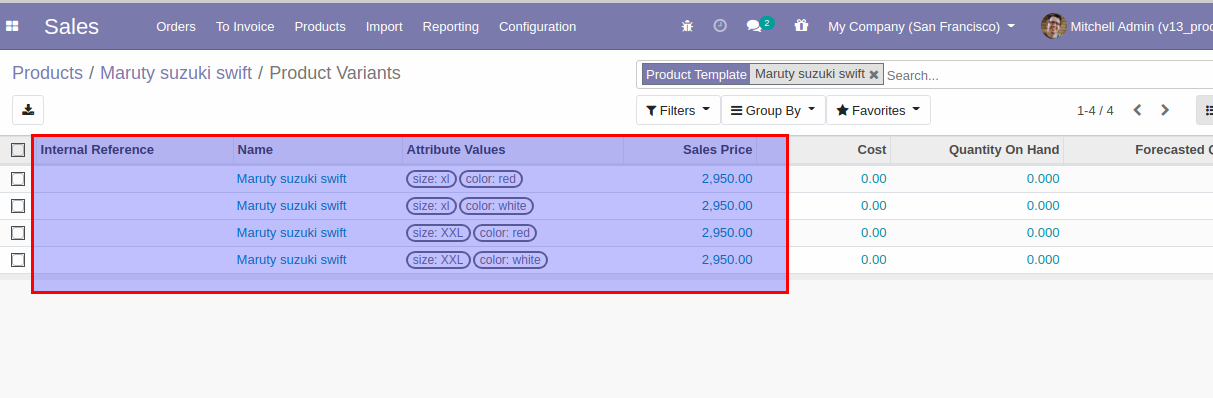 Sales Orders To Invoice Products Import Reporting Configuration 2 My Company (San Francisco) Mitchell Admin (v13_prod
Products / Maruty suzuki swift / Product Variants Product Template Maruty suzuki swift Search...
Filters Group By Favorites 1-4 / 4
Internal Reference Name Attribute Values Sales Price Cost Quantity On Hand Forecasted
Maruty suzuki swift size: xl color: red 2,950.00 0.00 0.000
Maruty suzuki swift size: xl color: white 2,950.00 0.00 0.000
Maruty suzuki swift size: XXL color: red 2,950.00 0.00 0.000
Maruty suzuki swift size: XXL color: white 2,950.00 0.00 0.000